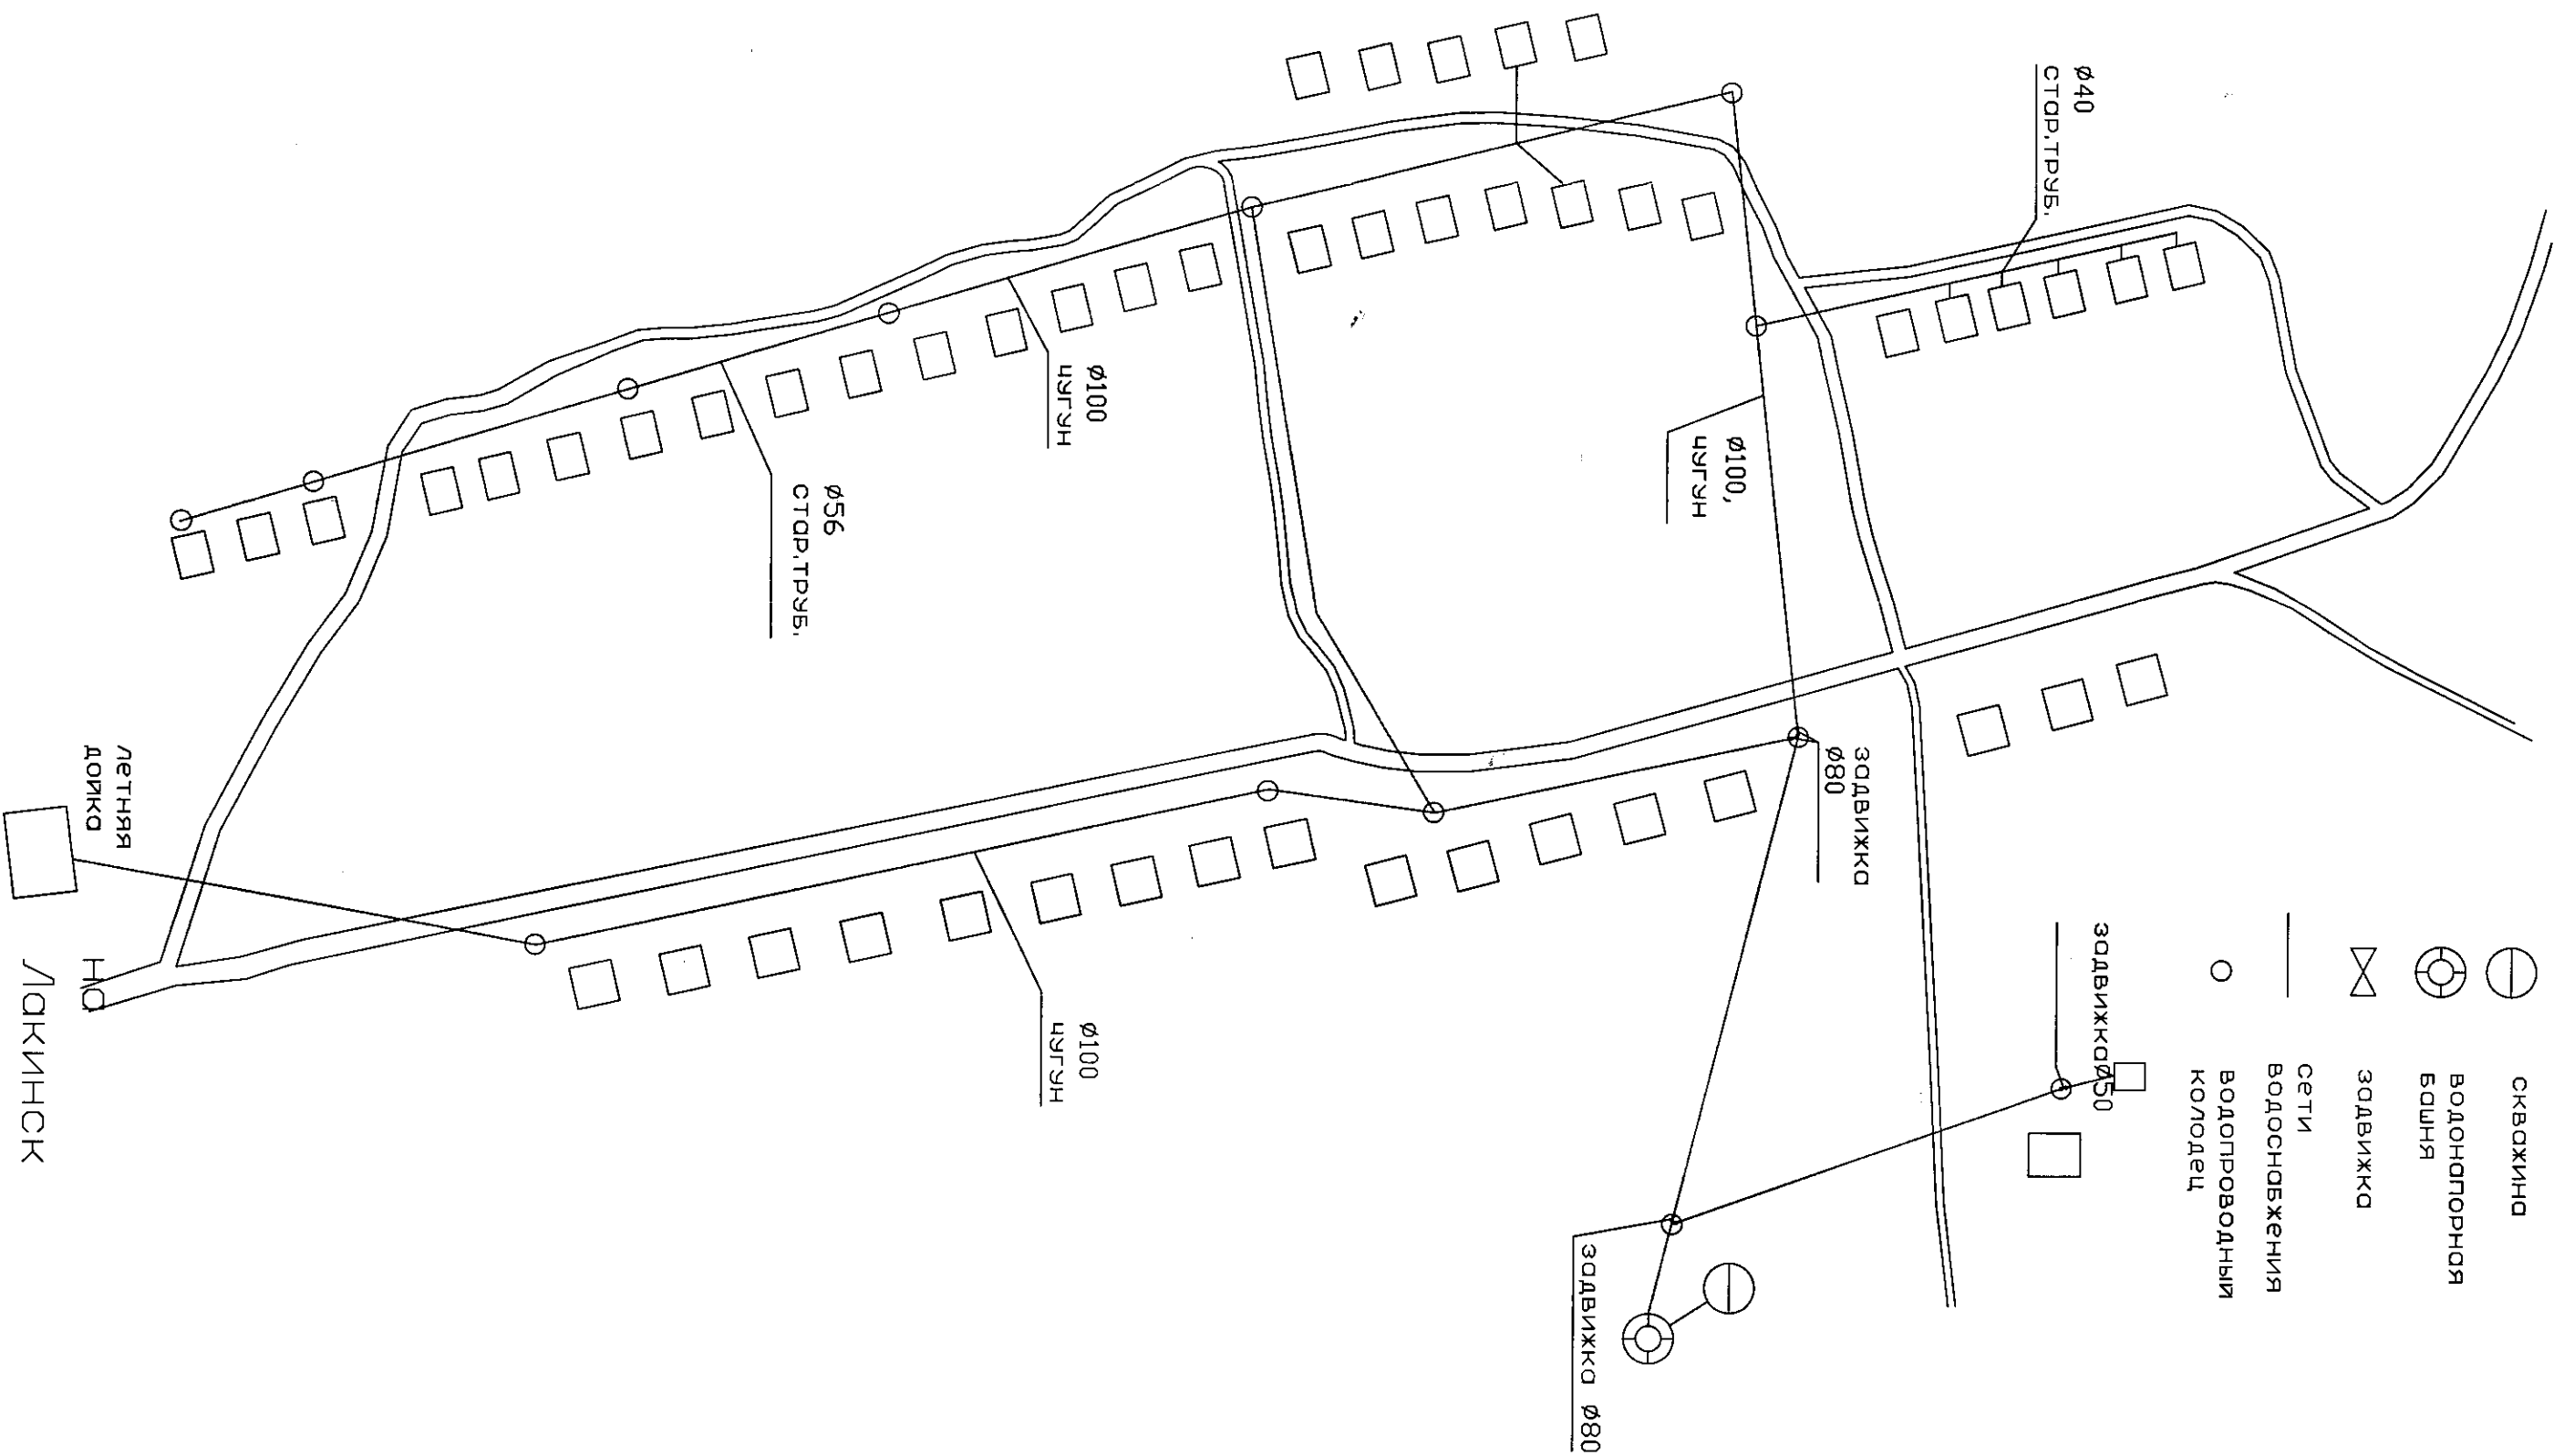 ø40
стар.труб.
ø100,
чугун
ø100
чугун
ø56
стар.труб.
задвижка
ø80
ø100
чугун
летняя
дойка
На
Лакинск
задвижкаø50
задвижка ø80
скважина
водонапорная
башня
задвижка
сети
водоснабжения
водопроводный
колодец